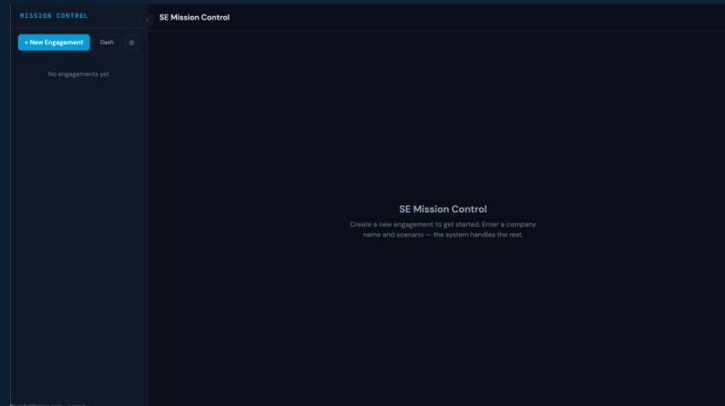 MISSION CONTROL
SE Mission Control
+ New Engagement
Dash
No engagements yet
SE Mission Control
Create a new engagement to get started. Enter a company
name and scenario — the system handles the rest.